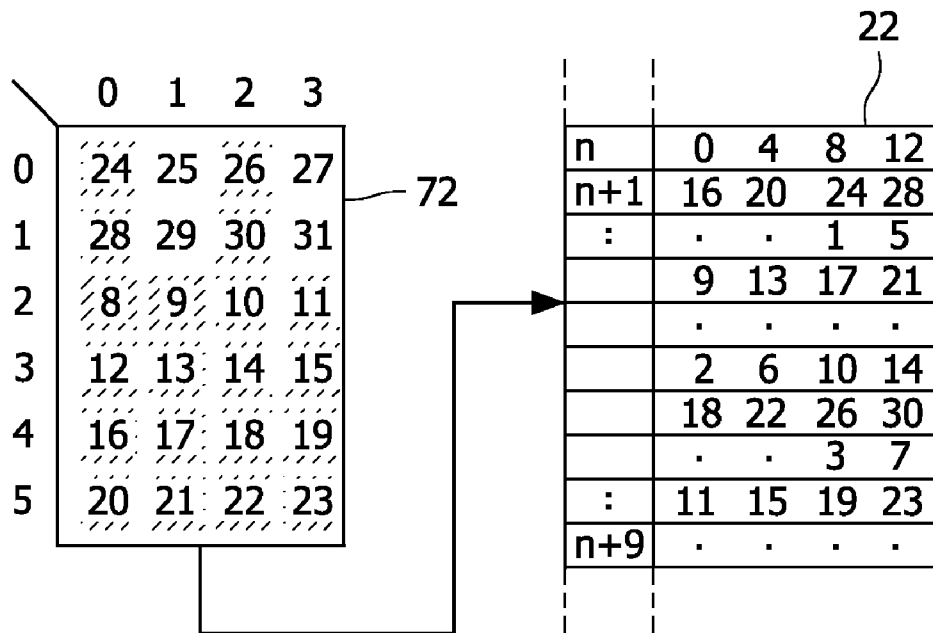 22
0 1 2 3
0 24 25 26 27
1 28 29 30 31
2 8 9 10 11
3 12 13 14 15
4 16 17 18 19
5 20 21 22 23
72
n 0 4 8 12
n+1 16 20 24 28
: . . 1 5
9 13 17 21
. . . .
2 6 10 14
18 22 26 30
. . 3 7
: 11 15 19 23
n+9 . . . .